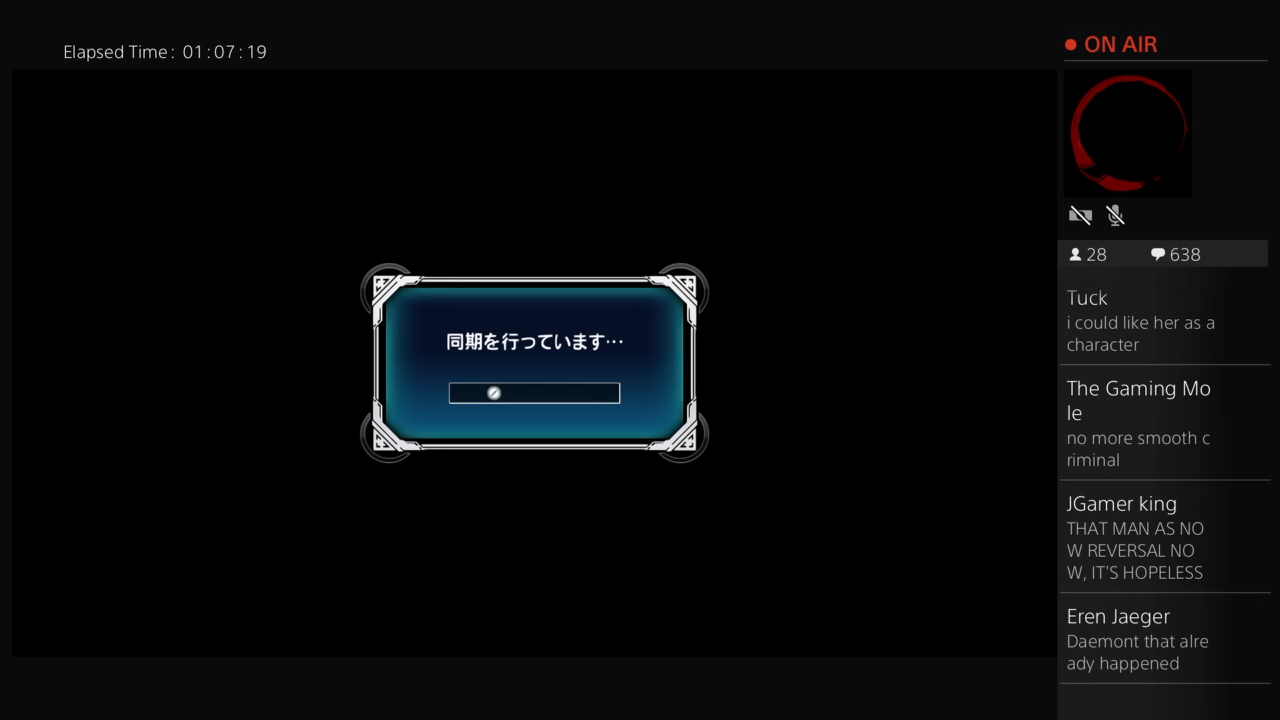 Elapsed Time: 01:07:19
ON AIR
28 638
同期を行っています…
Tuck
i could like her as a
character
The Gaming Mo
le
no more smooth c
riminal
JGamer king
THAT MAN AS NO
W REVERSAL NO
W, IT'S HOPELESS
Eren Jaeger
Daemont that alre
ady happened